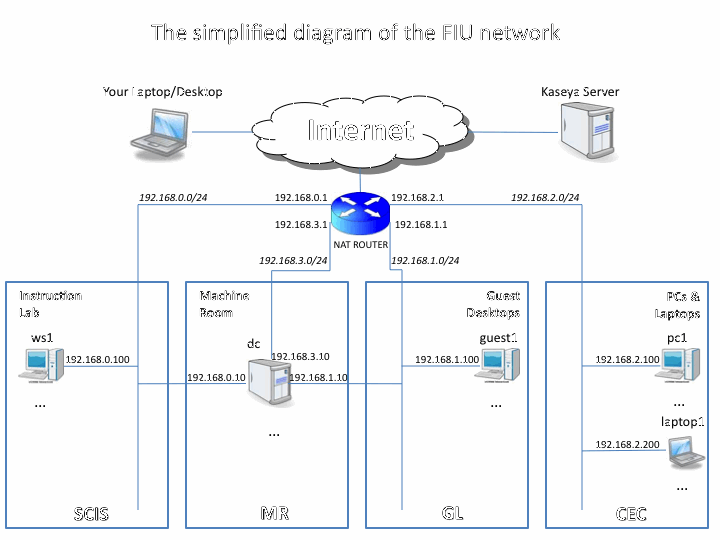 The simplified diagram of the FIU network
Your Laptop/Desktop
Kaseya Server
Internet
192.168.0.0/24
192.168.0.1
192.168.2.1
192.168.2.0/24
192.168.3.1
192.168.1.1
NAT ROUTER
192.168.3.0/24
192.168.1.0/24
Instruction
Lab
Machine
Room
Guest
Desktops
PCs &
Laptops
ws1
dc
guest1
pc1
192.168.0.100
192.168.3.10
192.168.1.100
192.168.2.100
192.168.0.10
192.168.1.10
...
...
...
...
laptop1
192.168.2.200
...
SCIS
MR
GL
CEC